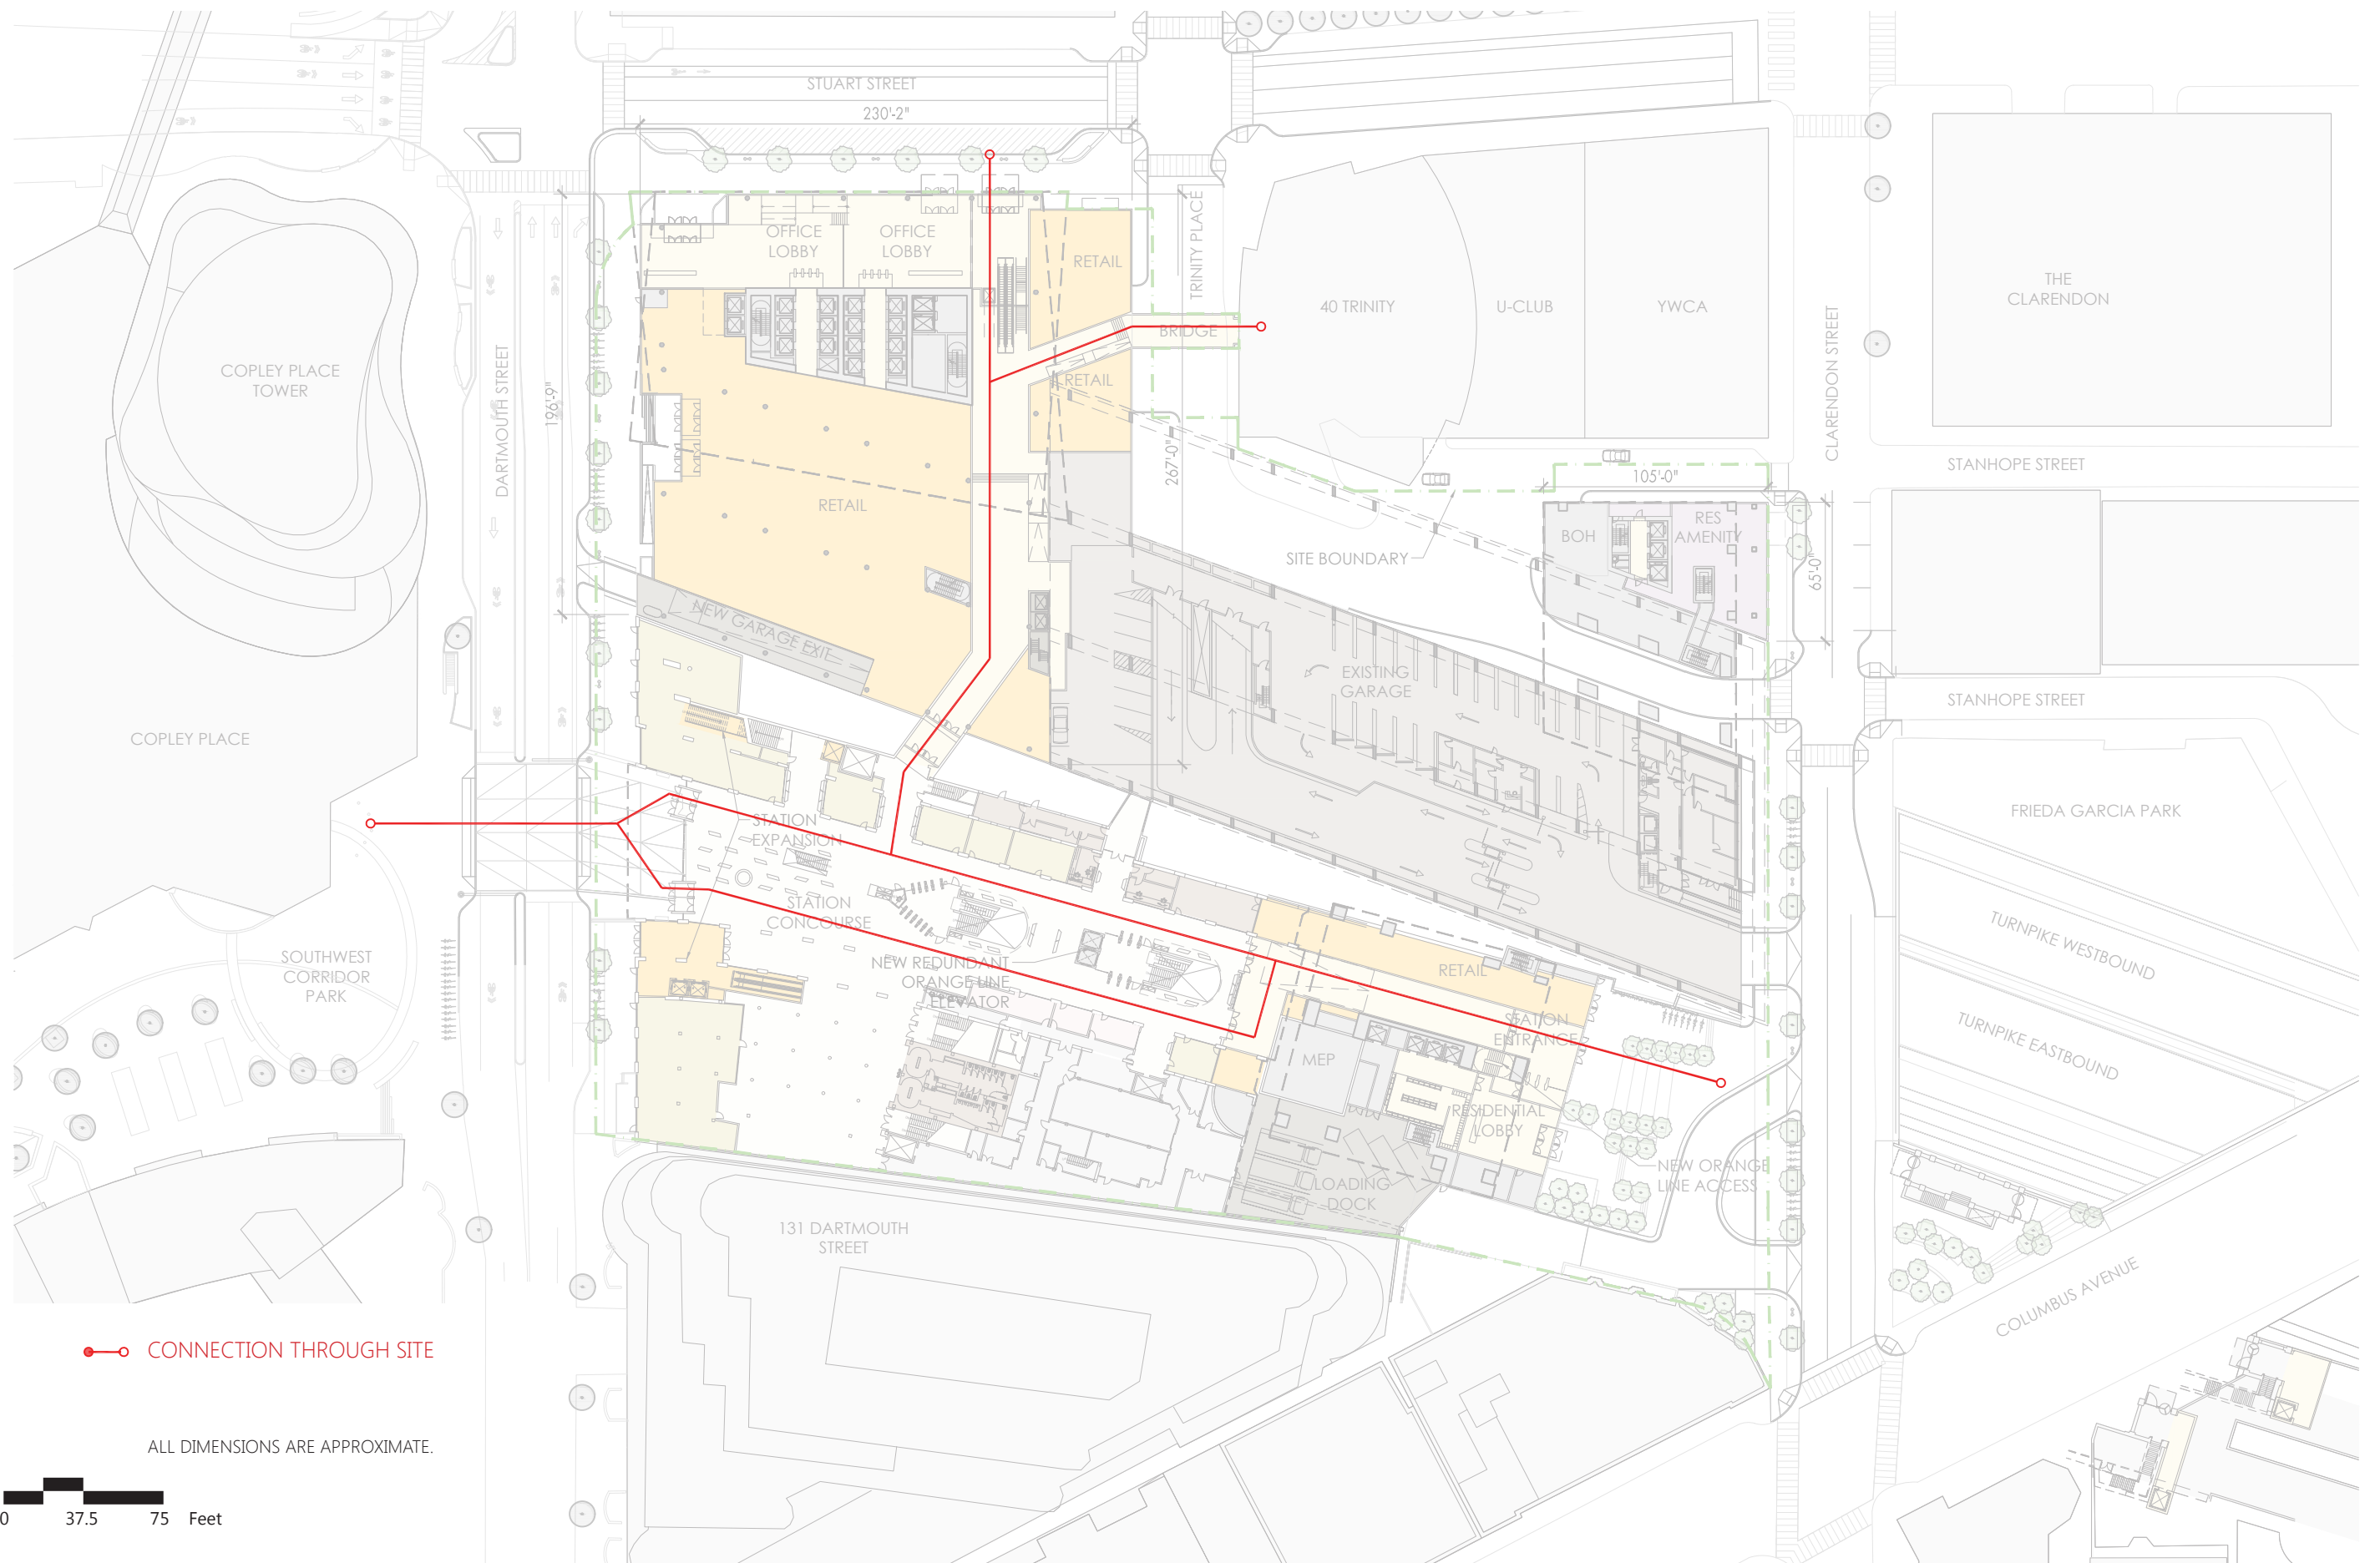 STUART STREET
230'-2"
TRINITY PLACE
OFFICE
LOBBY
OFFICE
LOBBY
RETAIL
THE
CLARENDON
40 TRINITY
U-CLUB
YWCA
BRIDGE
CLARENDON STREET
COPLEY PLACE
TOWER
DARTMOUTH STREET
196'-9"
RETAIL
267'-0"
STANHOPE STREET
105'-0"
RETAIL
BOH
RES
AMENITY
SITE BOUNDARY
65'-0"
NEW GARAGE EXIT
EXISTING
GARAGE
STANHOPE STREET
COPLEY PLACE
FRIEDA GARCIA PARK
STATION
EXPANSION
STATION
CONCOURSE
TURNPIKE WESTBOUND
SOUTHWEST
CORRIDOR
PARK
NEW REDUNDANT
ORANGE LINE
ELEVATOR
RETAIL
STATION
ENTRANCE
TURNPIKE EASTBOUND
MEP
RESIDENTIAL
LOBBY
NEW ORANGE
LINE ACCESS
LOADING
DOCK
131 DARTMOUTH
STREET
COLUMBUS AVENUE
CONNECTION THROUGH SITE
ALL DIMENSIONS ARE APPROXIMATE.
0 37.5 75 Feet